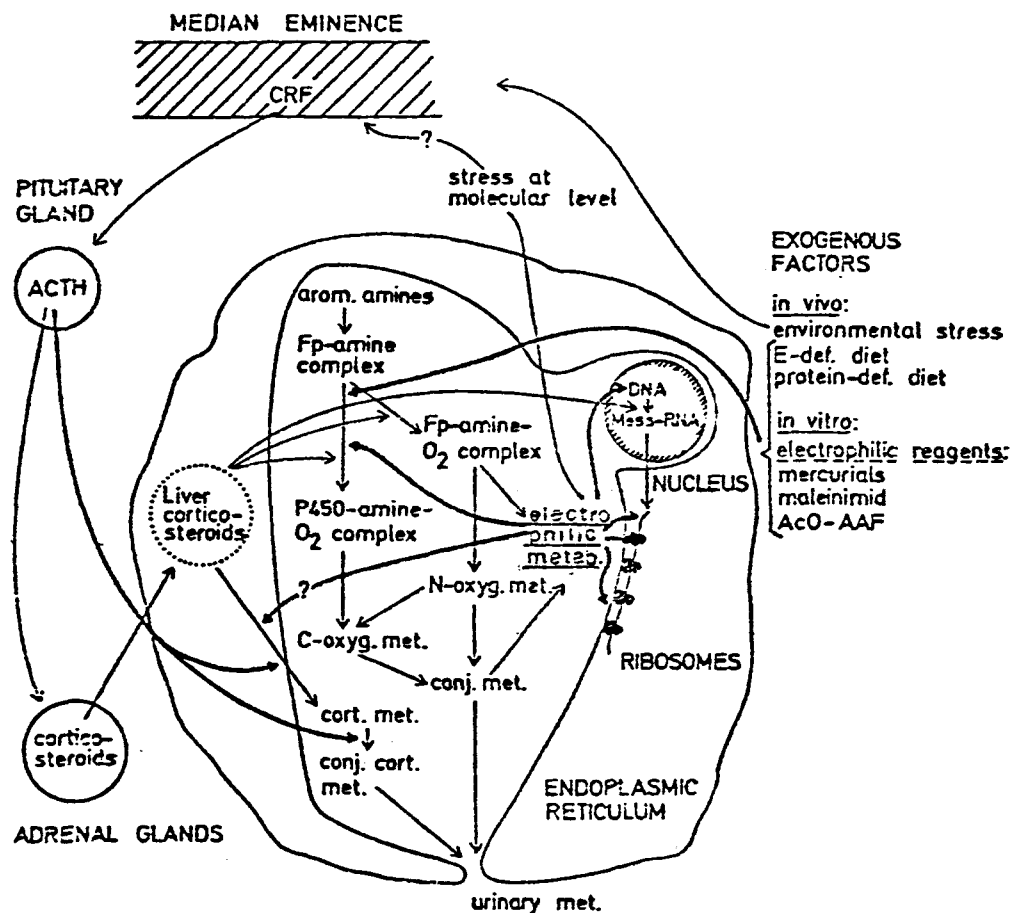 MEDIAN EMINENCE
CRF
?
stress at
molecular level
PITUITARY
GLAND
ACTH
EXOGENOUS
FACTORS
in vivo:
environmental stress
E-def. diet
protein-def. diet
in vitro:
electrophilic reagents:
mercurials
maleinimid
AcO-AAF
arom. amines
Fp-amine
complex
Fp-amine-
O2 complex
DNA
Mess-RNA
NUCLEUS
Liver
cortico-
steroids
P450-amine-
O2 complex
electro
philic
metab.
?
N-oxyg. met.
C-oxyg. met.
conj. met.
RIBOSOMES
cort. met.
conj. cort.
met.
cortico-
steroids
ADRENAL GLANDS
ENDOPLASMIC
RETICULUM
urinary met.